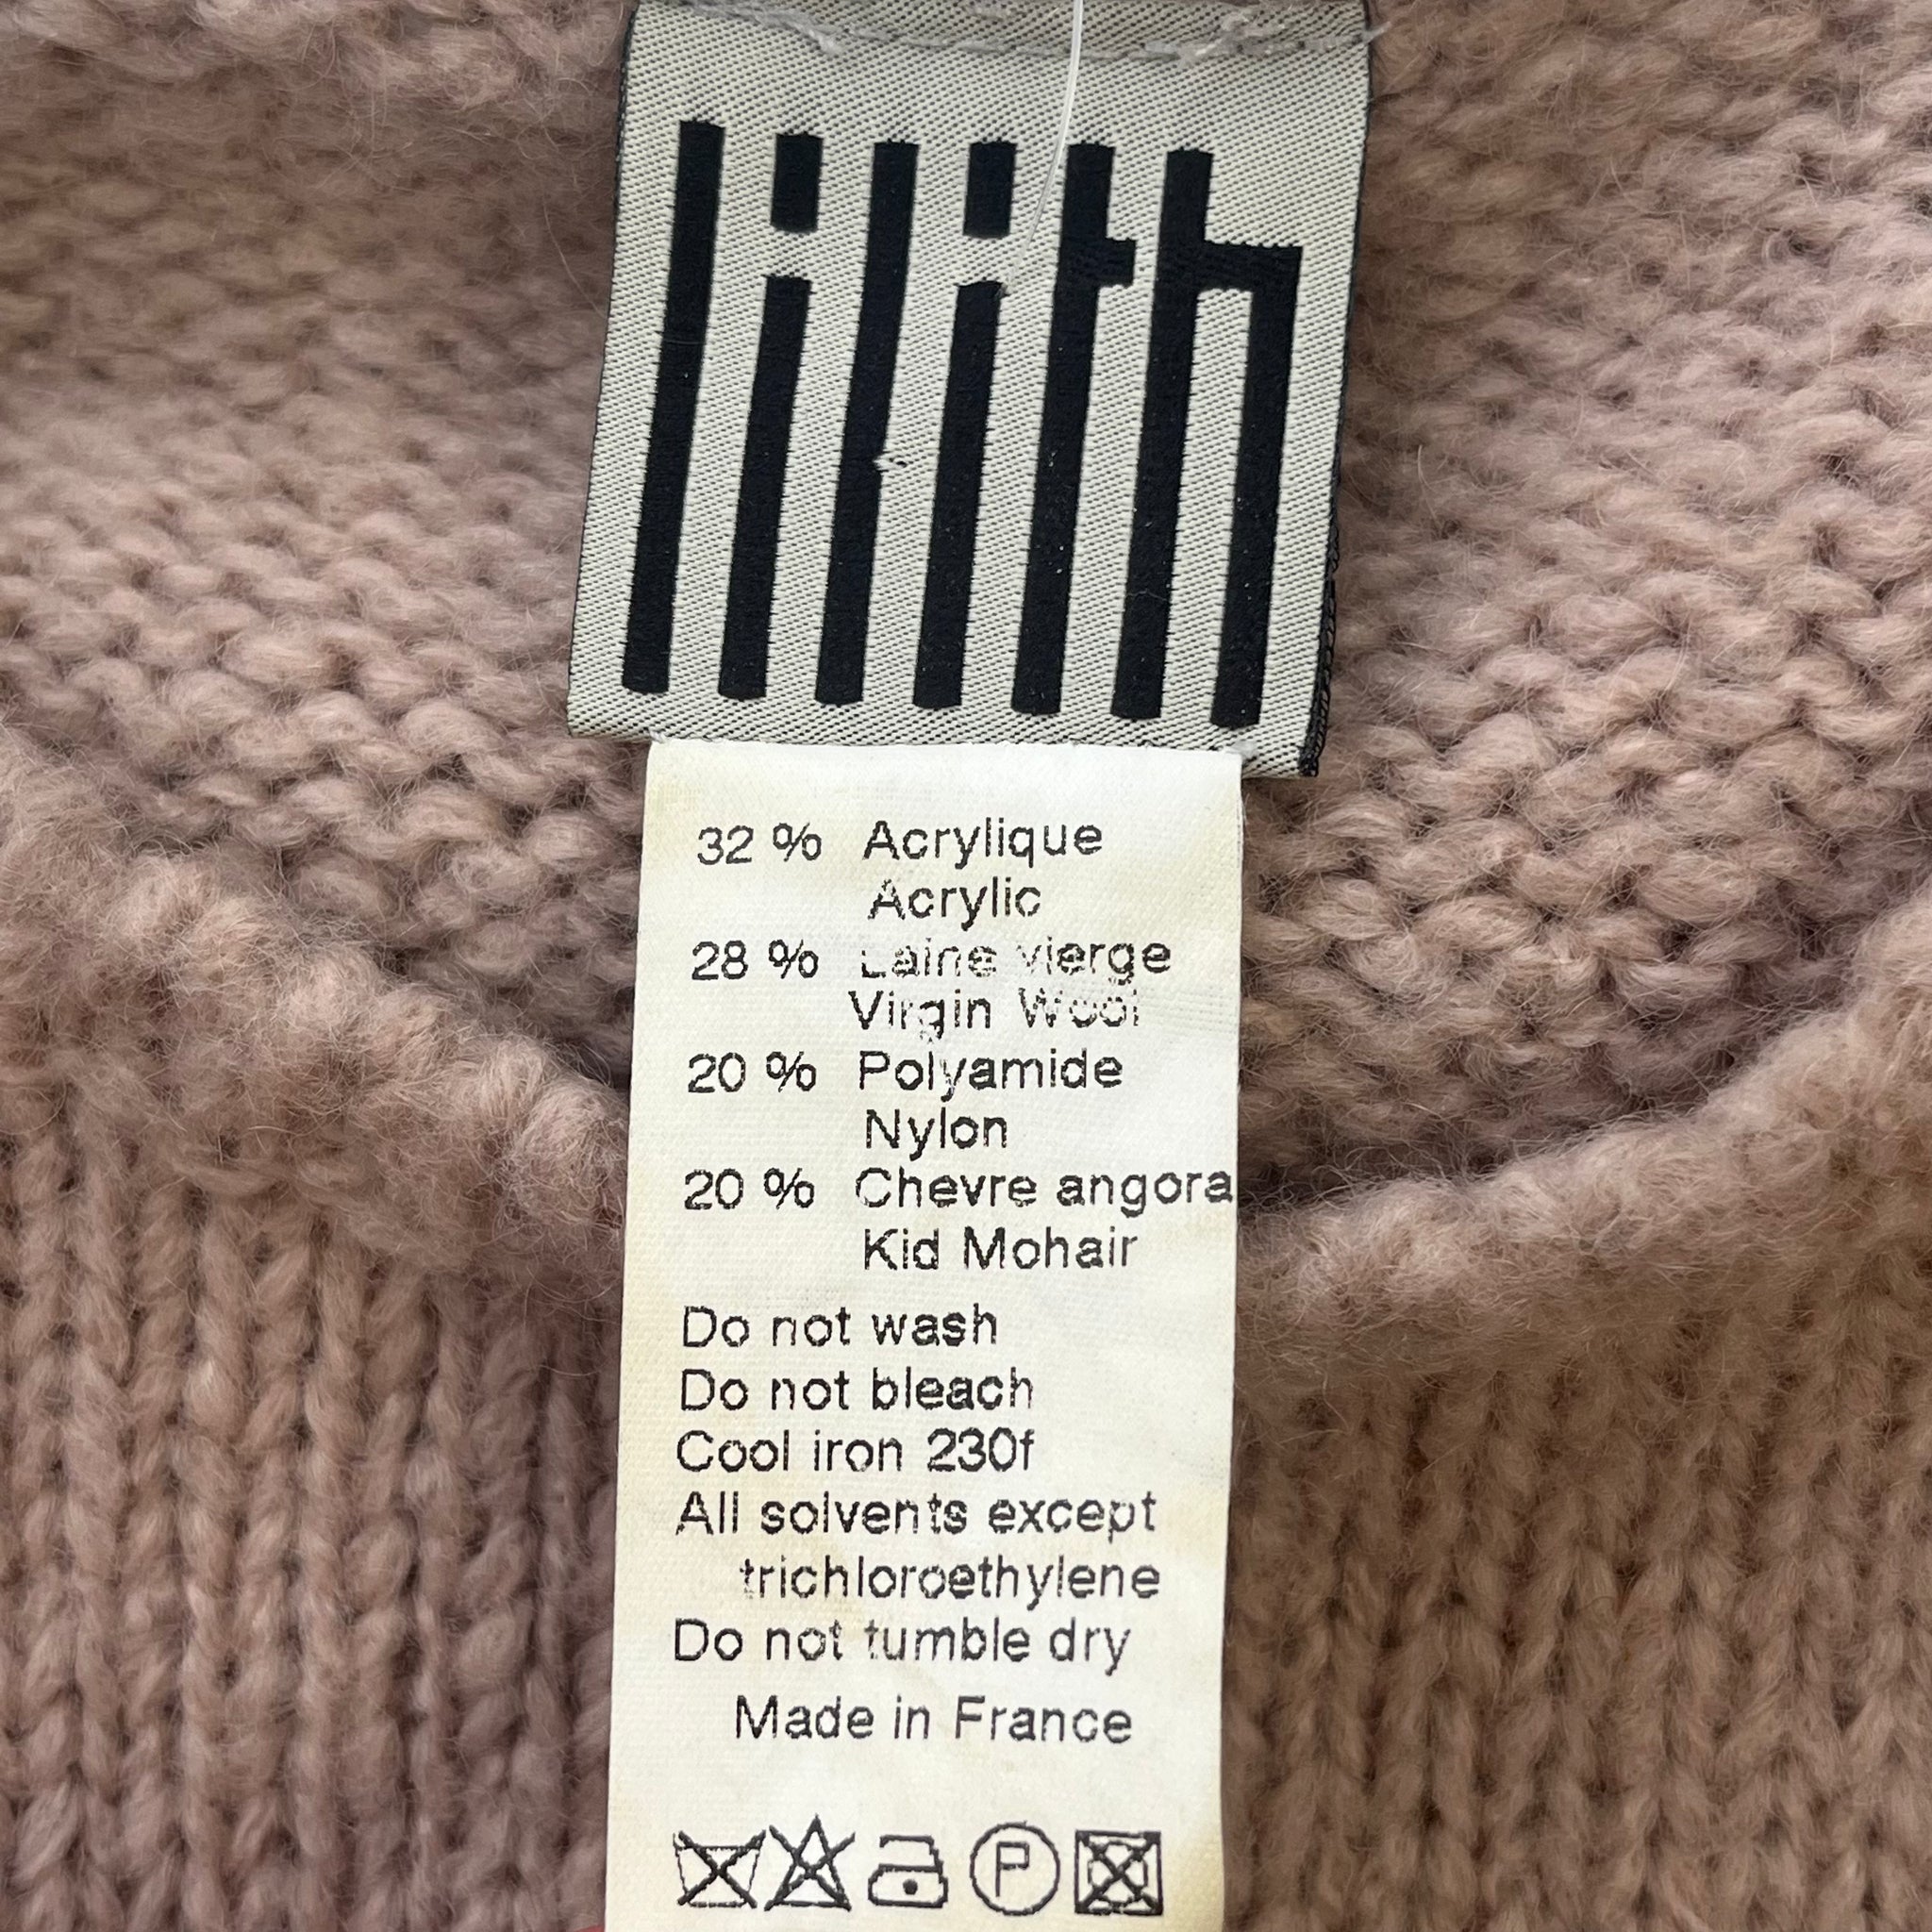 lilith
32 % Acrylique
Acrylic
28 % Laine vierge
Virgin Wool
20 % Polyamide
Nylon
20 % Chevre angora
Kid Mohair
Do not wash
Do not bleach
Cool iron 230f
All solvents except
trichloroethylene
Do not tumble dry
Made in France
P